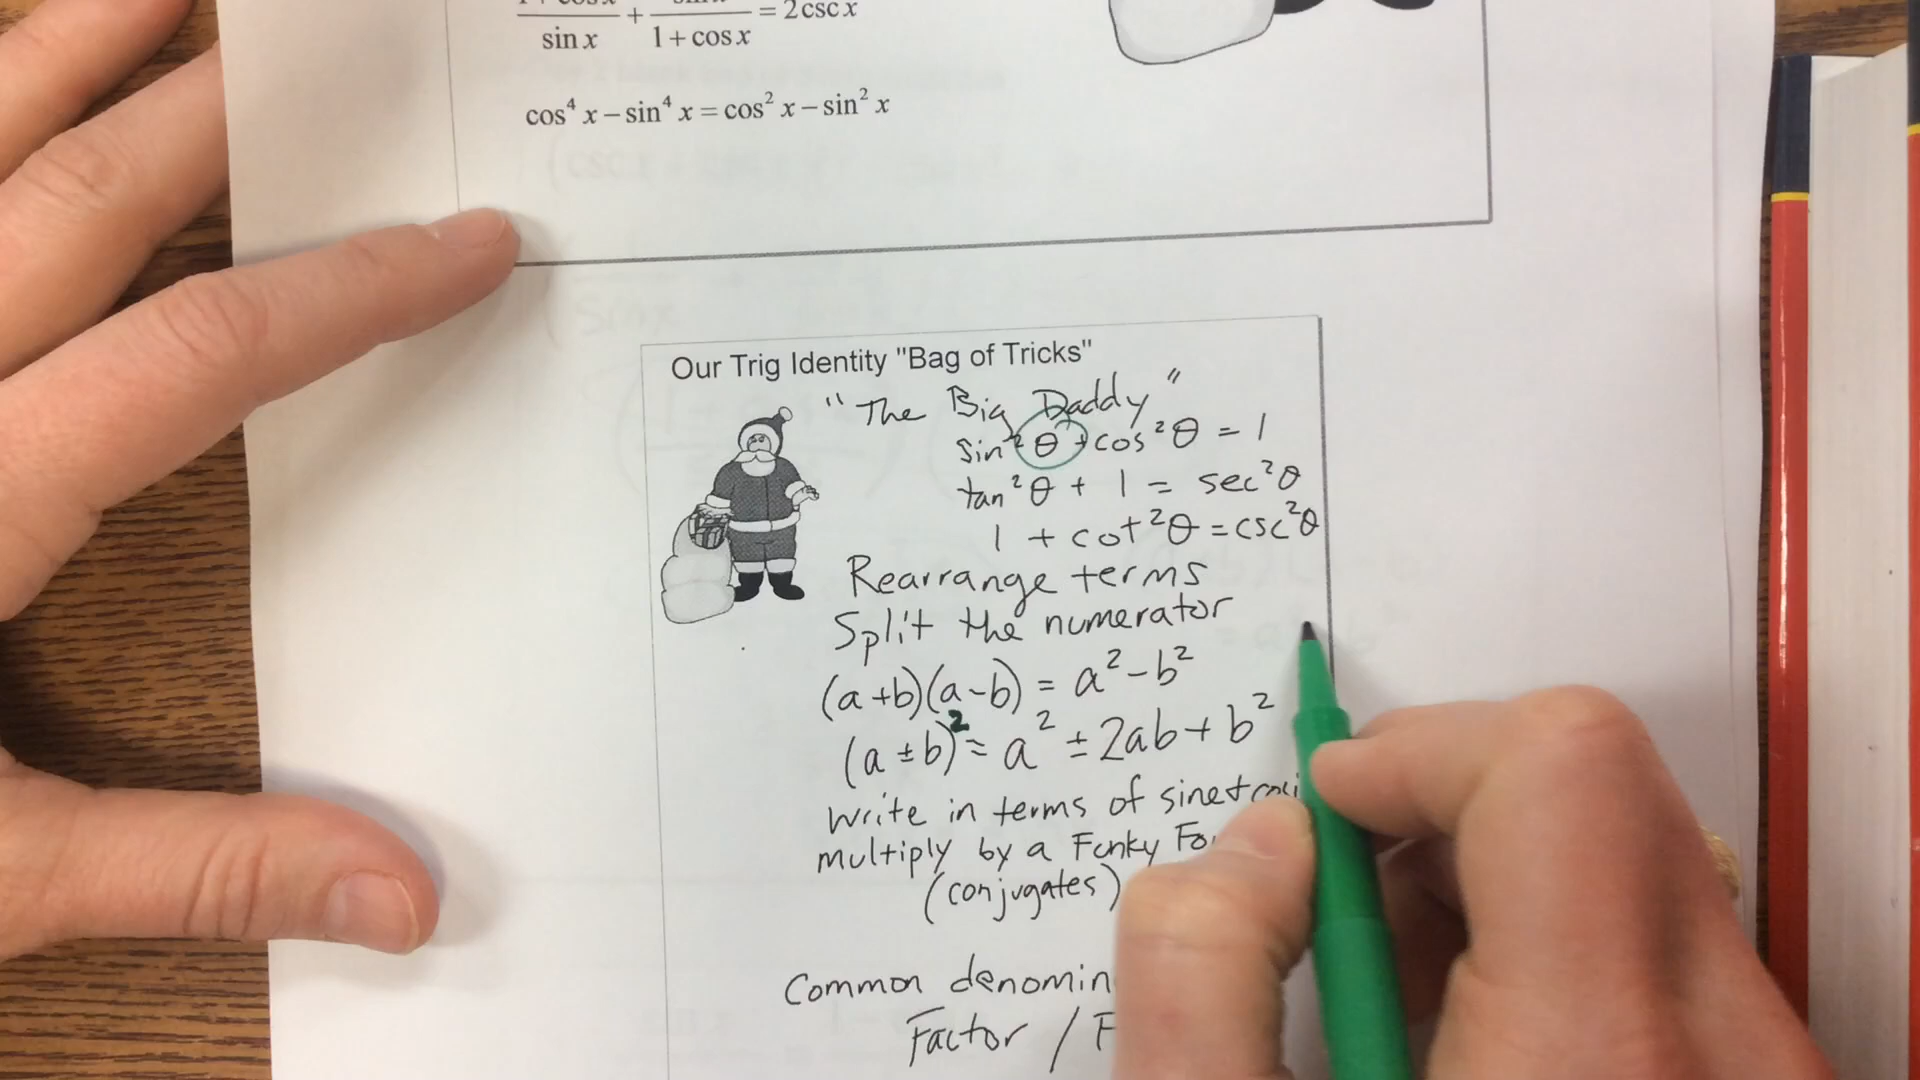 sin x + 1 + cos x = 2 csc x
cos⁴ x − sin⁴ x = cos² x − sin² x
Our Trig Identity "Bag of Tricks"
"The Big Daddy"
sin²θ + cos²θ = 1
tan²θ + 1 = sec²θ
1 + cot²θ = csc²θ
Rearrange terms
Split the numerator
(a+b)(a-b) = a²-b²
(a ± b)² = a² ± 2ab + b²
write in terms of sine +
multiply by a Funky
(conjugates)
Common
Factor /